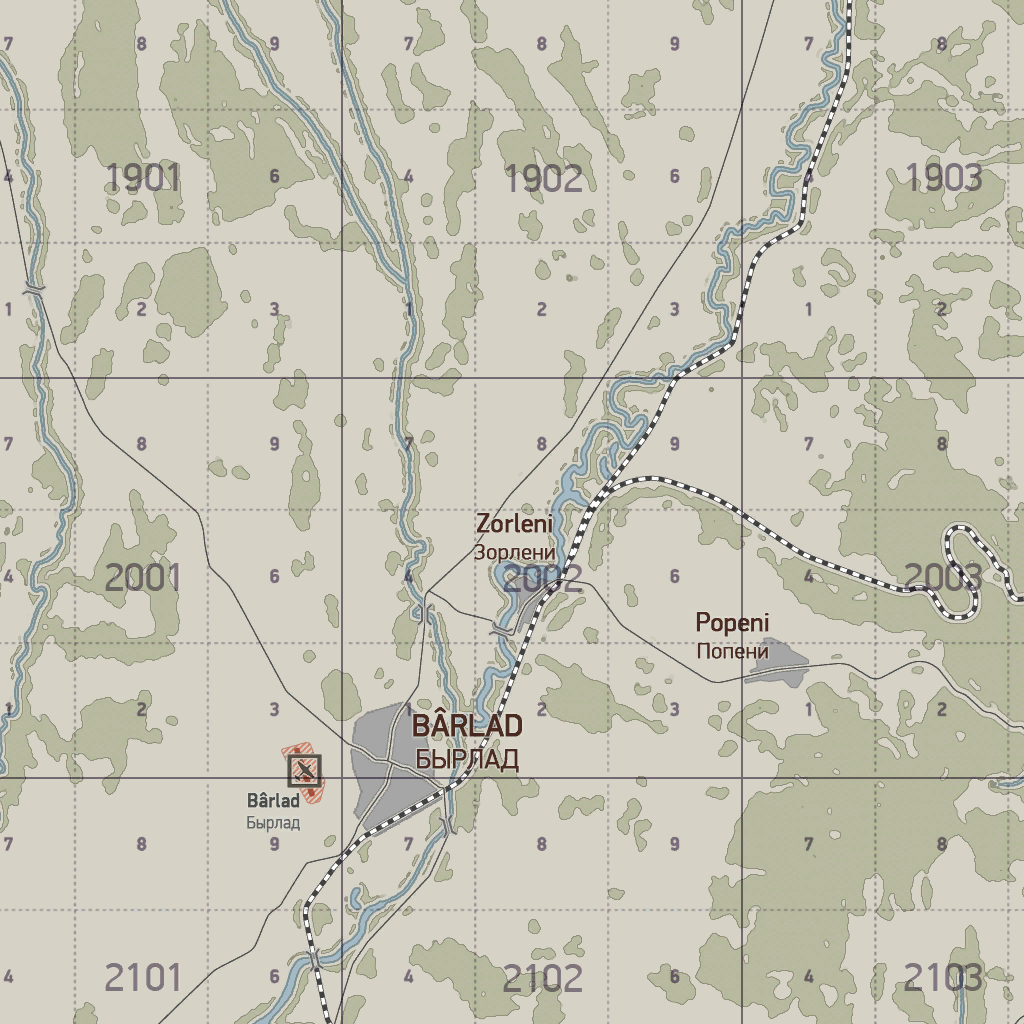 7 8 9 7 8 9 7 8
4 1901 6 4 1902 6 4 1903
1 2 3 1 2 3 1 2
7 8 9 7 8 9 7 8
Zorleni
Зорлени
4 2001 6 4 2002 6 4 2003
Popeni
Попени
1 2 3 1 2 3 1 2
BÂRLAD
БЫРЛАД
Bârlad
Бырлад
7 8 9 7 8 9 7 8
4 2101 6 4 2102 6 4 2103